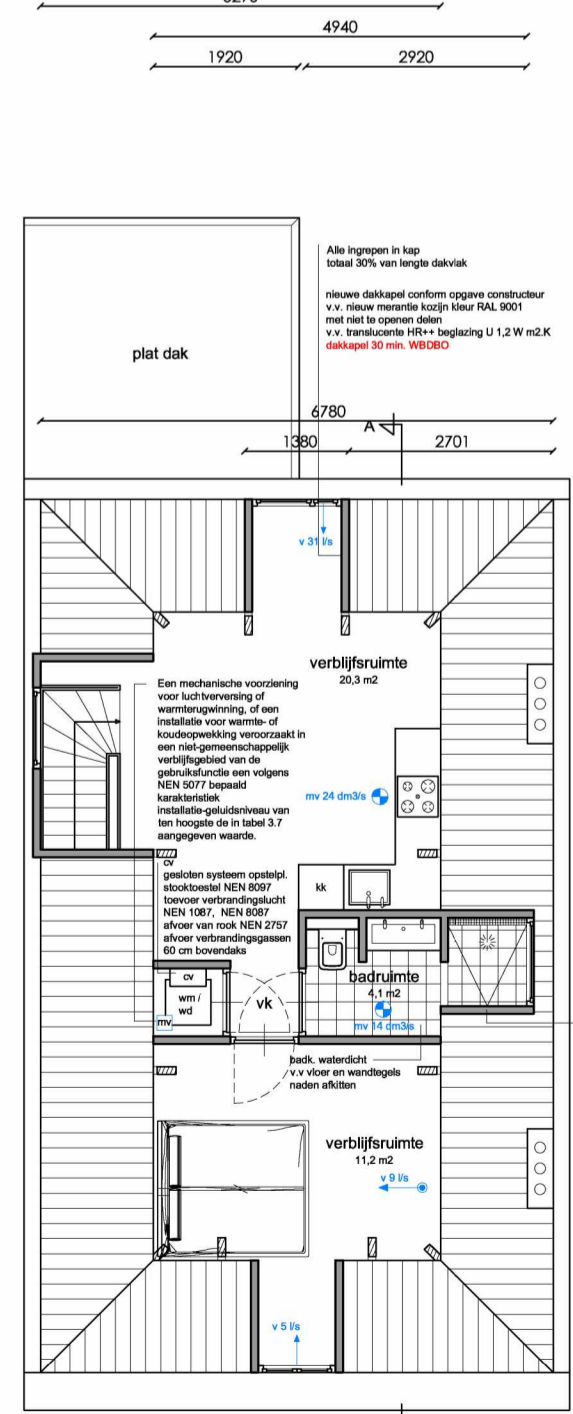 4940
1920
2920
Alle ingrepen in kap
totaal 30% van lengte dakvlak
nieuwe dakkapel conform opgave constructeur
v.v. nieuw merantie kozijn kleur RAL 9001
met niet te openen delen
v.v. translucente HR++ beglazing U 1,2 W m2.K
dakkapel 30 min. WBDBO
plat dak
6780
A
1380
2701
v 31 l/s
verblijfsruimte
20,3 m2
Een mechanische voorziening
voor luchtverversing of
warmterugwinning, of een
installatie voor warmte- of
koudeopwekking veroorzaakt in
een niet-gemeenschappelijk
verblijfsgebied van de
gebruiksfunctie een volgens
NEN 5077 bepaald
karakteristiek
installatie-geluidsniveau van
ten hoogste de in tabel 3.7
aangegeven waarde.
mv 24 dm3/s
cv
gesloten systeem opstelpl.
stooktoestel NEN 8097
toevoer verbrandingslucht
NEN 1087, NEN 8087
afvoer van rook NEN 2757
afvoer verbrandingsgassen
60 cm bovendaks
kk
cv
wm /
wd
mv
vk
badruimte
4,1 m2
mv 14 dm3/s
badk. waterdicht
v.v vloer en wandtegels
naden afkitten
verblijfsruimte
11,2 m2
v 9 l/s
v 5 l/s